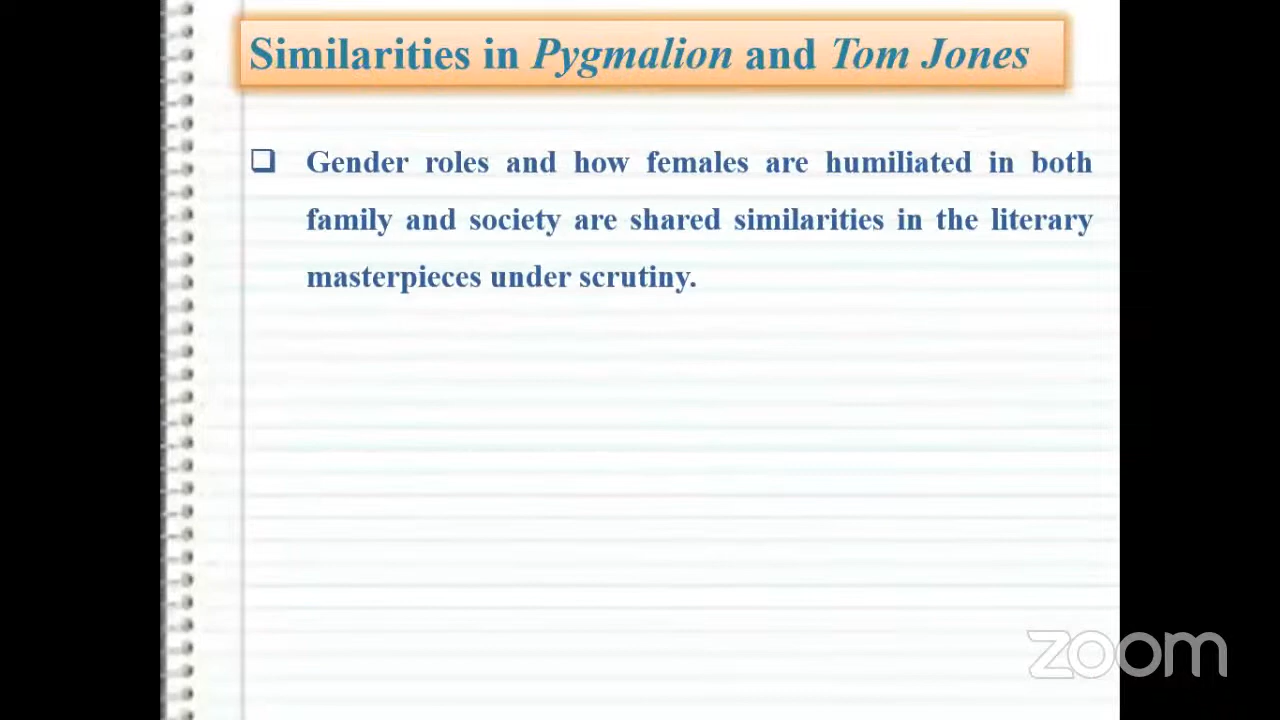 Similarities in Pygmalion and Tom Jones
Gender roles and how females are humiliated in both
family and society are shared similarities in the literary
masterpieces under scrutiny.
zoom